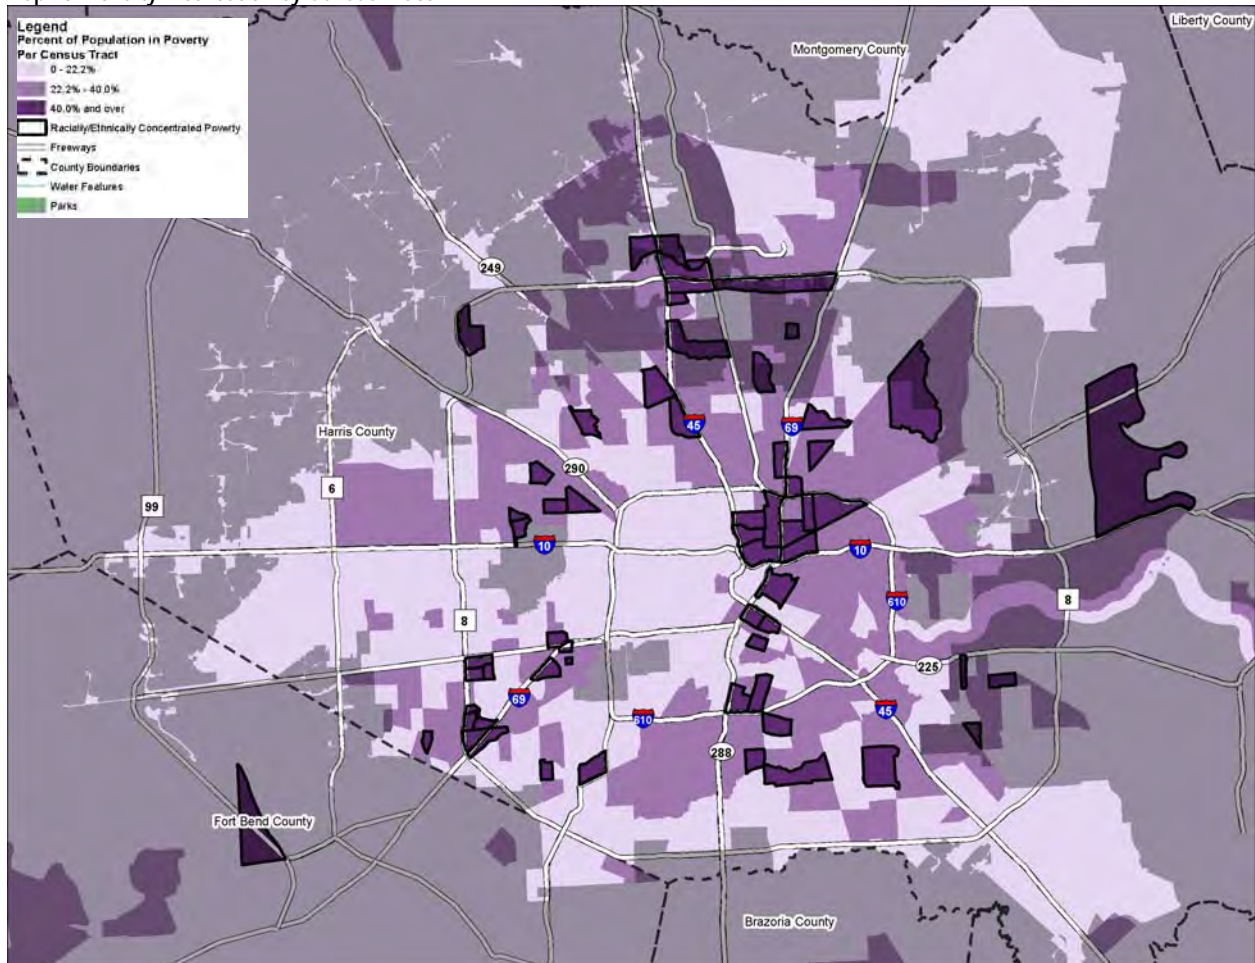 Legend
Percent of Population in Poverty
Per Census Tract
0 - 22.2%
22.2% - 40.0%
40.0% and over
Racially/Ethnically Concentrated Poverty
Freeways
County Boundaries
Water Features
Parks
Liberty County
Montgomery County
249
Harris County
45
69
290
6
99
10
10
610
8
8
225
69
610
45
288
Fort Bend County
Brazoria County